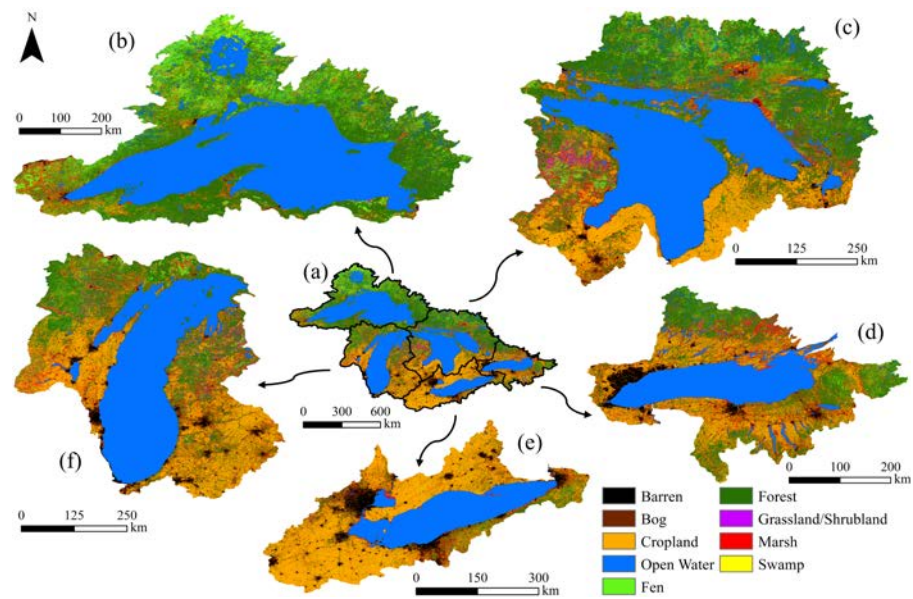 N
(b)
(c)
0 100 200
km
0 125 250
km
(a)
(d)
0 300 600
km
(f)
(e)
0 100 200
km
0 125 250
km
0 150 300
km
Barren
Bog
Cropland
Open Water
Fen
Forest
Grassland/Shrubland
Marsh
Swamp